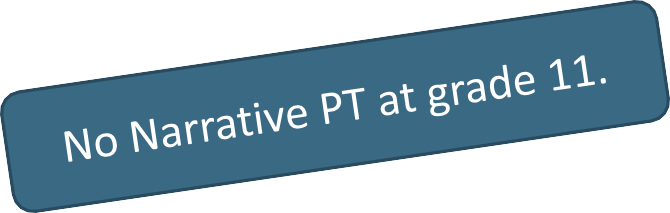 No Narrative PT at grade 11.